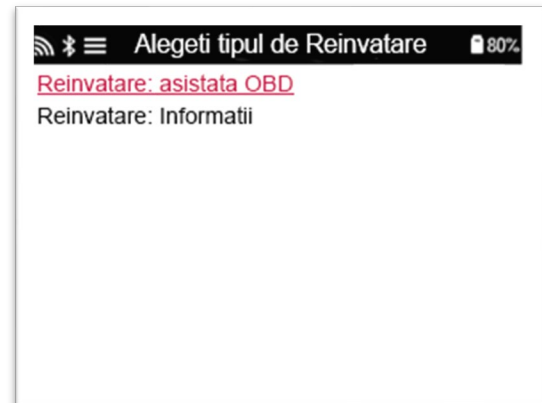 Alegeti tipul de Reinvatare 80%
Reinvatare: asistata OBD
Reinvatare: Informatii